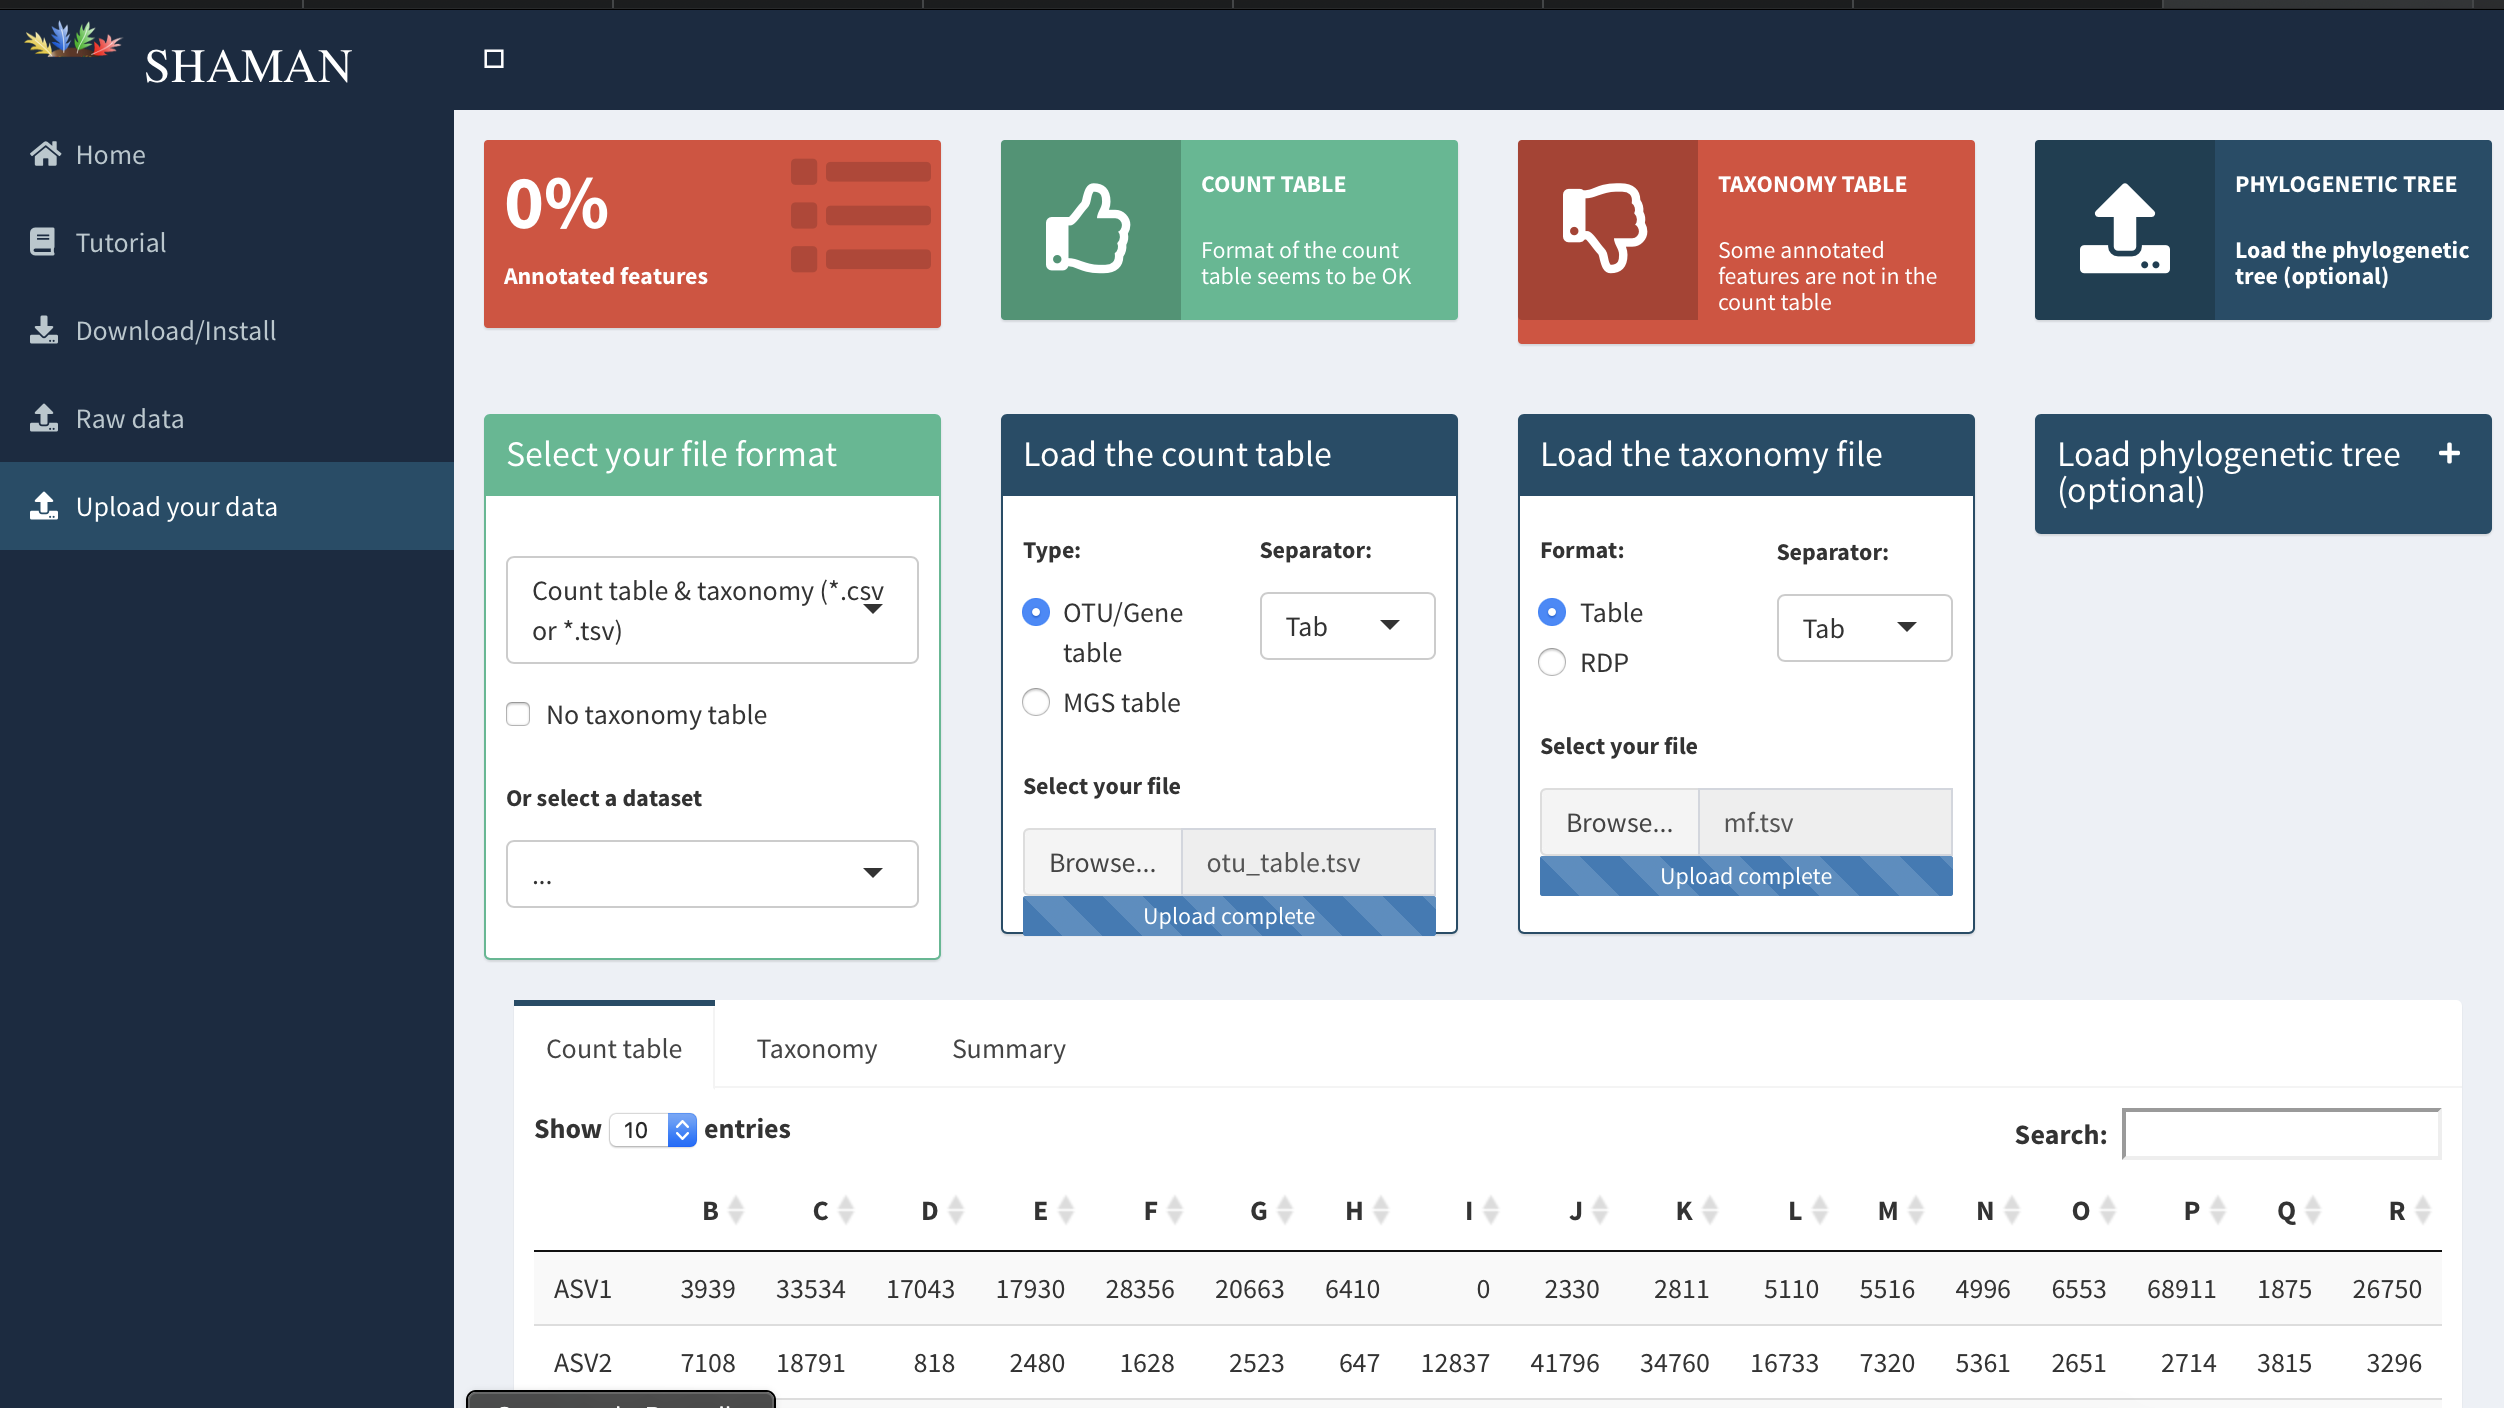 SHAMAN
Home
Tutorial
Download/Install
Raw data
Upload your data
0%
Annotated features
COUNT TABLE
Format of the count
table seems to be OK
TAXONOMY TABLE
Some annotated
features are not in the
count table
PHYLOGENETIC TREE
Load the phylogenetic
tree (optional)
Select your file format
Count table & taxonomy (*.csv
or *.tsv)
No taxonomy table
Or select a dataset
...
Load the count table
Type:
Separator:
OTU/Gene
table
Tab
MGS table
Select your file
Browse...
otu_table.tsv
Upload complete
Load the taxonomy file
Format:
Separator:
Table
Tab
RDP
Select your file
Browse...
mf.tsv
Upload complete
Load phylogenetic tree +
(optional)
Count table Taxonomy Summary
Show 10 entries
Search:
B C D E F G H I J K L M N O P Q R
ASV1 3939 33534 17043 17930 28356 20663 6410 0 2330 2811 5110 5516 4996 6553 68911 1875 26750
ASV2 7108 18791 818 2480 1628 2523 647 12837 41796 34760 16733 7320 5361 2651 2714 3815 3296